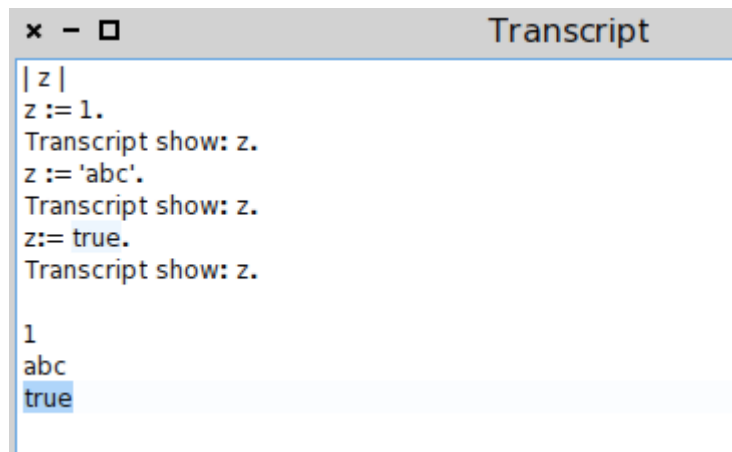 Transcript
| z |
z := 1.
Transcript show: z.
z := 'abc'.
Transcript show: z.
z:= true.
Transcript show: z.
1
abc
true